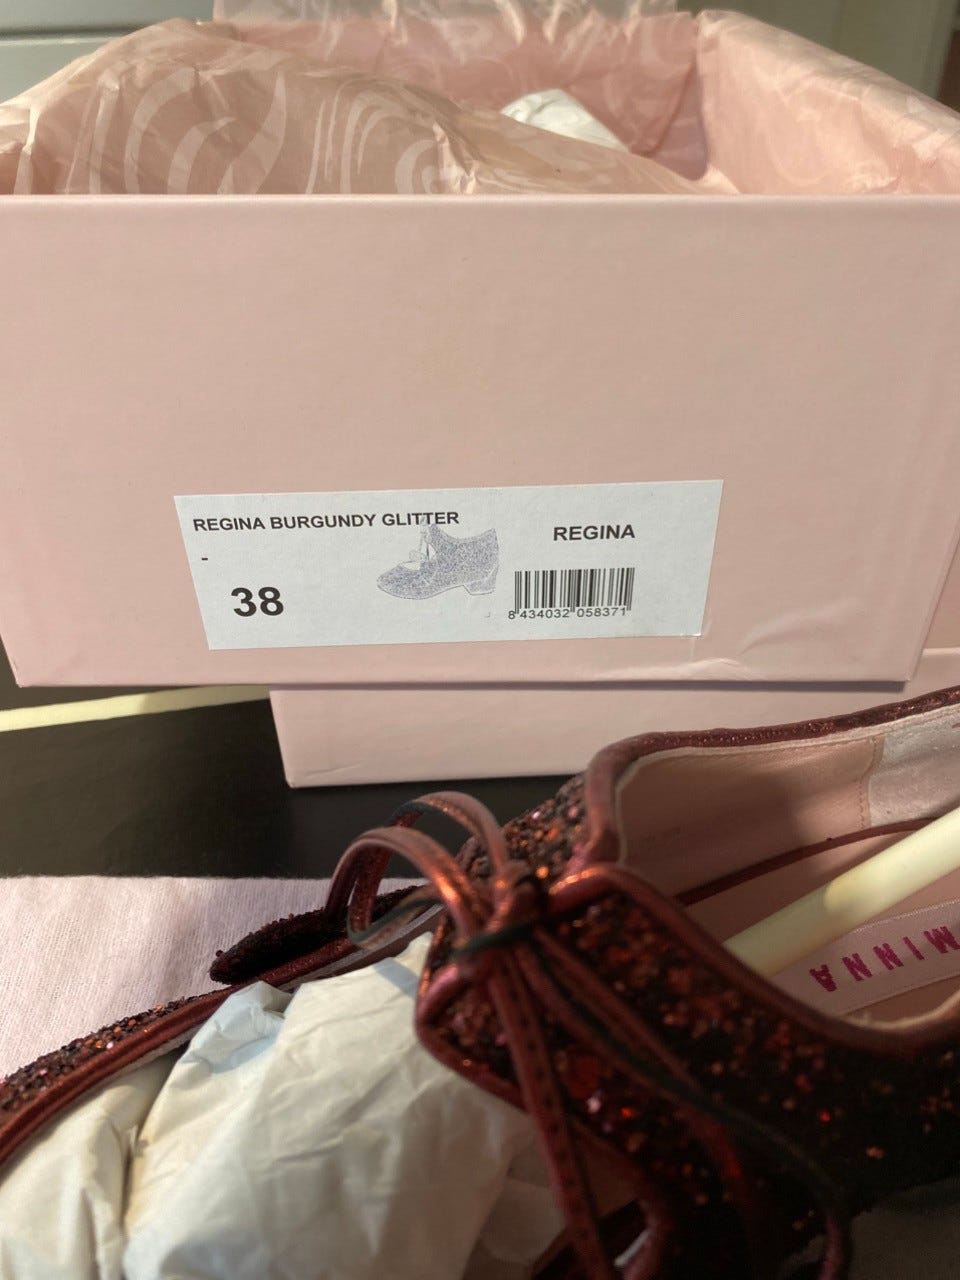 REGINA BURGUNDY GLITTER
REGINA
-
38
8 434032 058371
MINNA